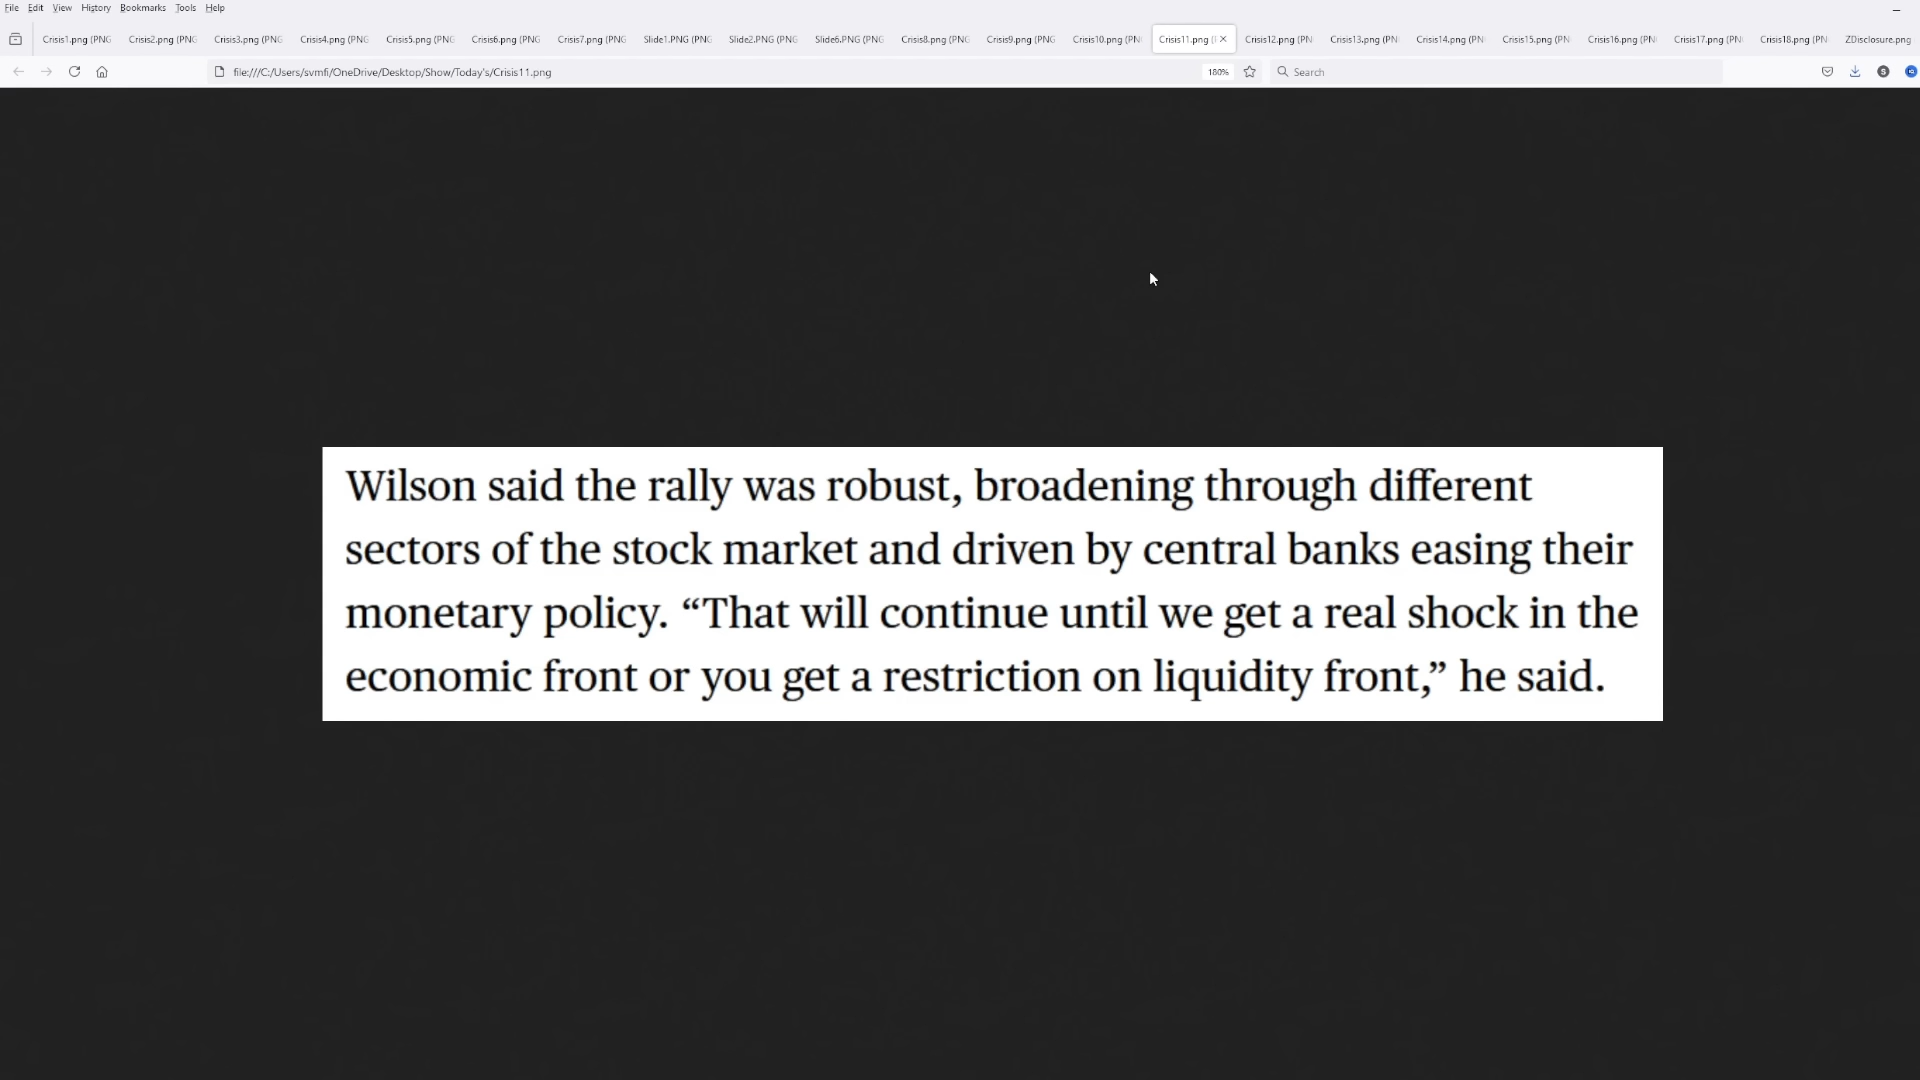 File Edit View History Bookmarks Tools Help
Crisis1.png (PNG Crisis2.png (PNG Crisis3.png (PNG Crisis4.png (PNG Crisis5.png (PNG Crisis6.png (PNG Crisis7.png (PNG Slide1.PNG (PNG Slide2.PNG (PNG Slide6.PNG (PNG Crisis8.png (PNG Crisis9.png (PNG Crisis10.png (PN Crisis11.png ( Crisis12.png (PN Crisis13.png (PN Crisis14.png (PN Crisis15.png (PN Crisis16.png (PN Crisis17.png (PN Crisis18.png (PN ZDisclosure.png
file:///C:/Users/svmfi/OneDrive/Desktop/Show/Today's/Crisis11.png 180% Search S
Wilson said the rally was robust, broadening through different
sectors of the stock market and driven by central banks easing their
monetary policy. “That will continue until we get a real shock in the
economic front or you get a restriction on liquidity front,” he said.